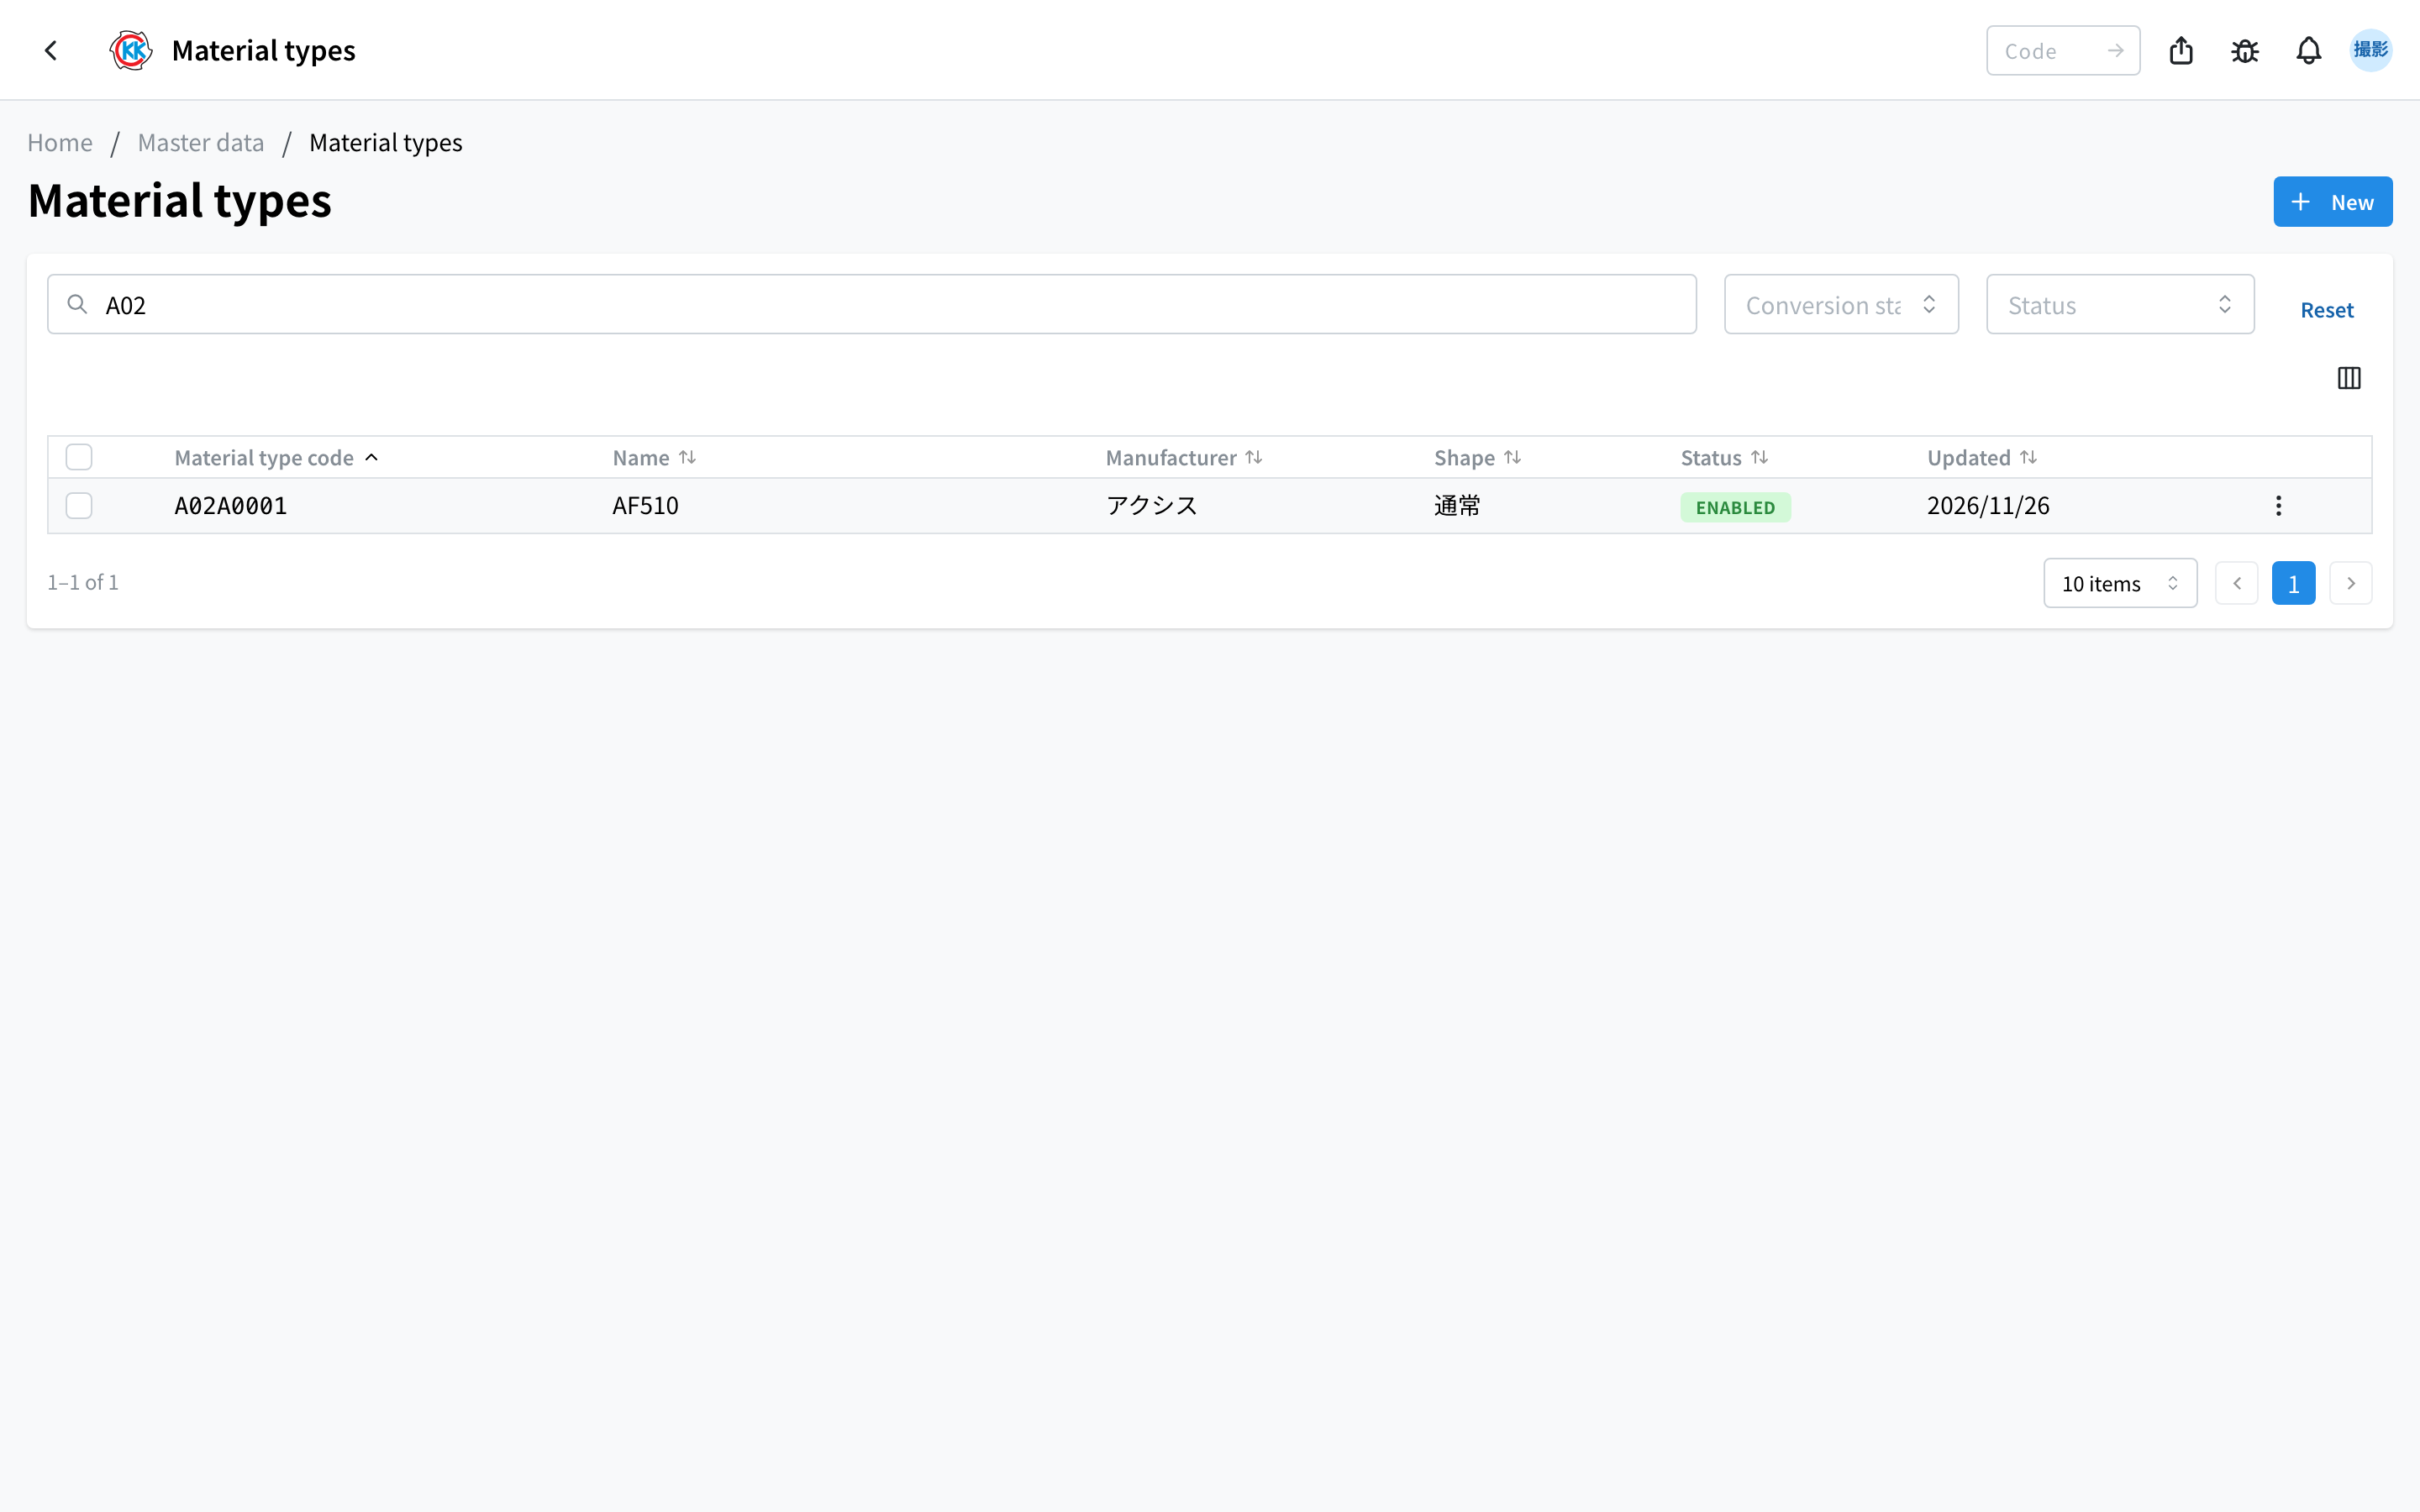 KK
Material types
Code
撮影
Home / Master data / Material types
Material types
New
A02
Conversion sta
Status
Reset
Material type code
Name
Manufacturer
Shape
Status
Updated
A02A0001
AF510
アクシス
通常
ENABLED
2026/11/26
1–1 of 1
10 items
1